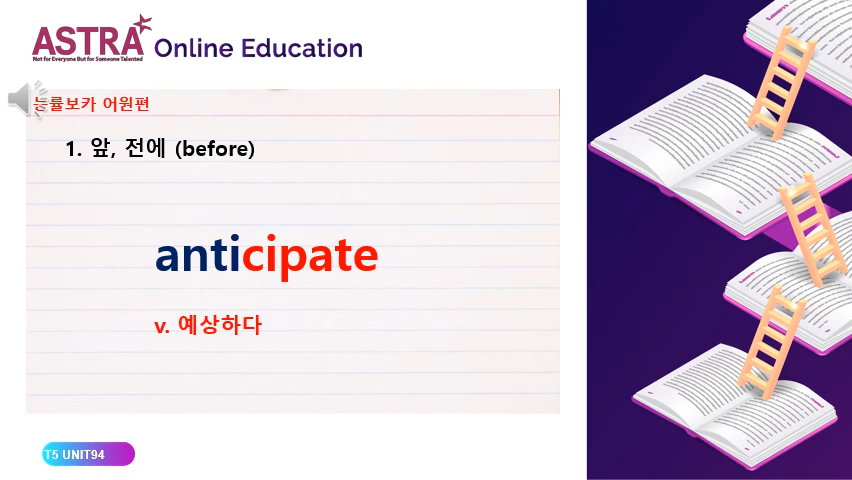 ASTRA Online Education
Not for Everyone But for Someone Talented
능률보카 어원편
1. 앞, 전에 (before)
anticipate
v. 예상하다
T5 UNIT94